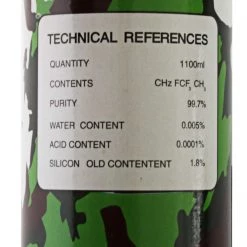 TECHNICAL REFERENCES
QUANTITY 1100ml
CONTENTS CHz FCF, CH3
PURITY 99.7%
WATER CONTENT 0.005%
ACID CONTENT 0.0001%
SILICON OLD CONTENTENT 1.8%